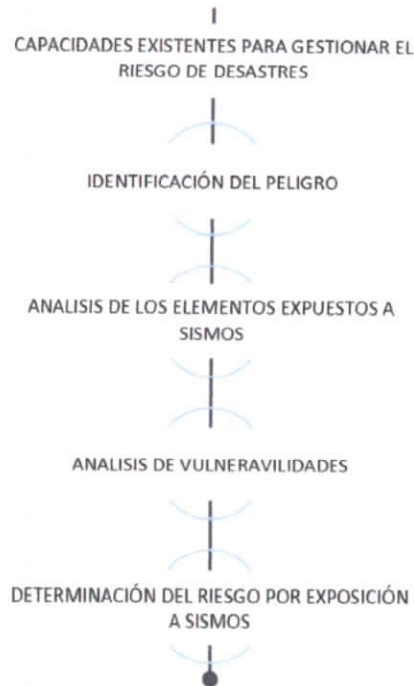 CAPACIDADES EXISTENTES PARA GESTIONAR EL
RIESGO DE DESASTRES
IDENTIFICACIÓN DEL PELIGRO
ANALISIS DE LOS ELEMENTOS EXPUESTOS A
SISMOS
ANALISIS DE VULNERAVILIDADES
DETERMINACIÓN DEL RIESGO POR EXPOSICIÓN
A SISMOS